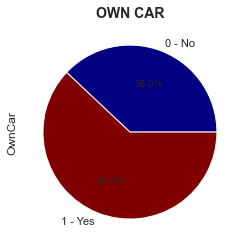 OWN CAR
0 - No
38.0%
OwnCar
1 - Yes